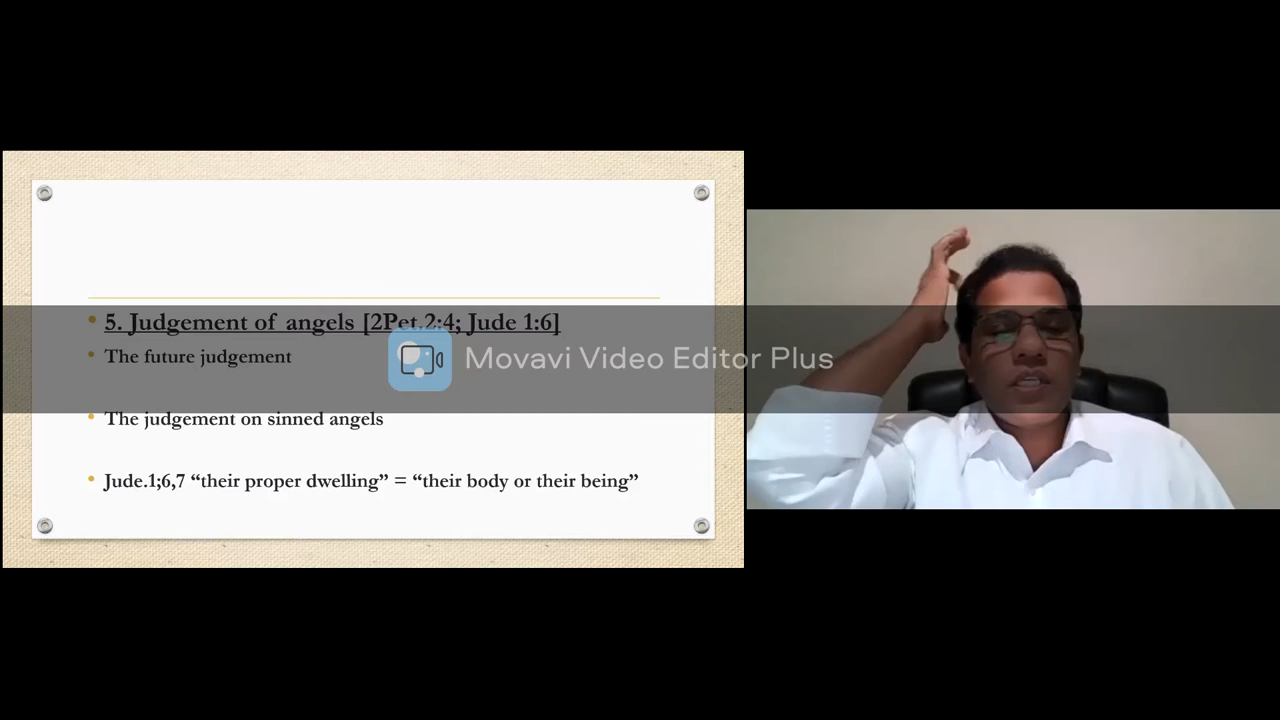 5. Judgement of angels [2Pet.2:4; Jude 1:6]
The future judgement
Movavi Video Editor Plus
The judgement on sinned angels
Jude.1;6,7 “their proper dwelling” = “their body or their being”